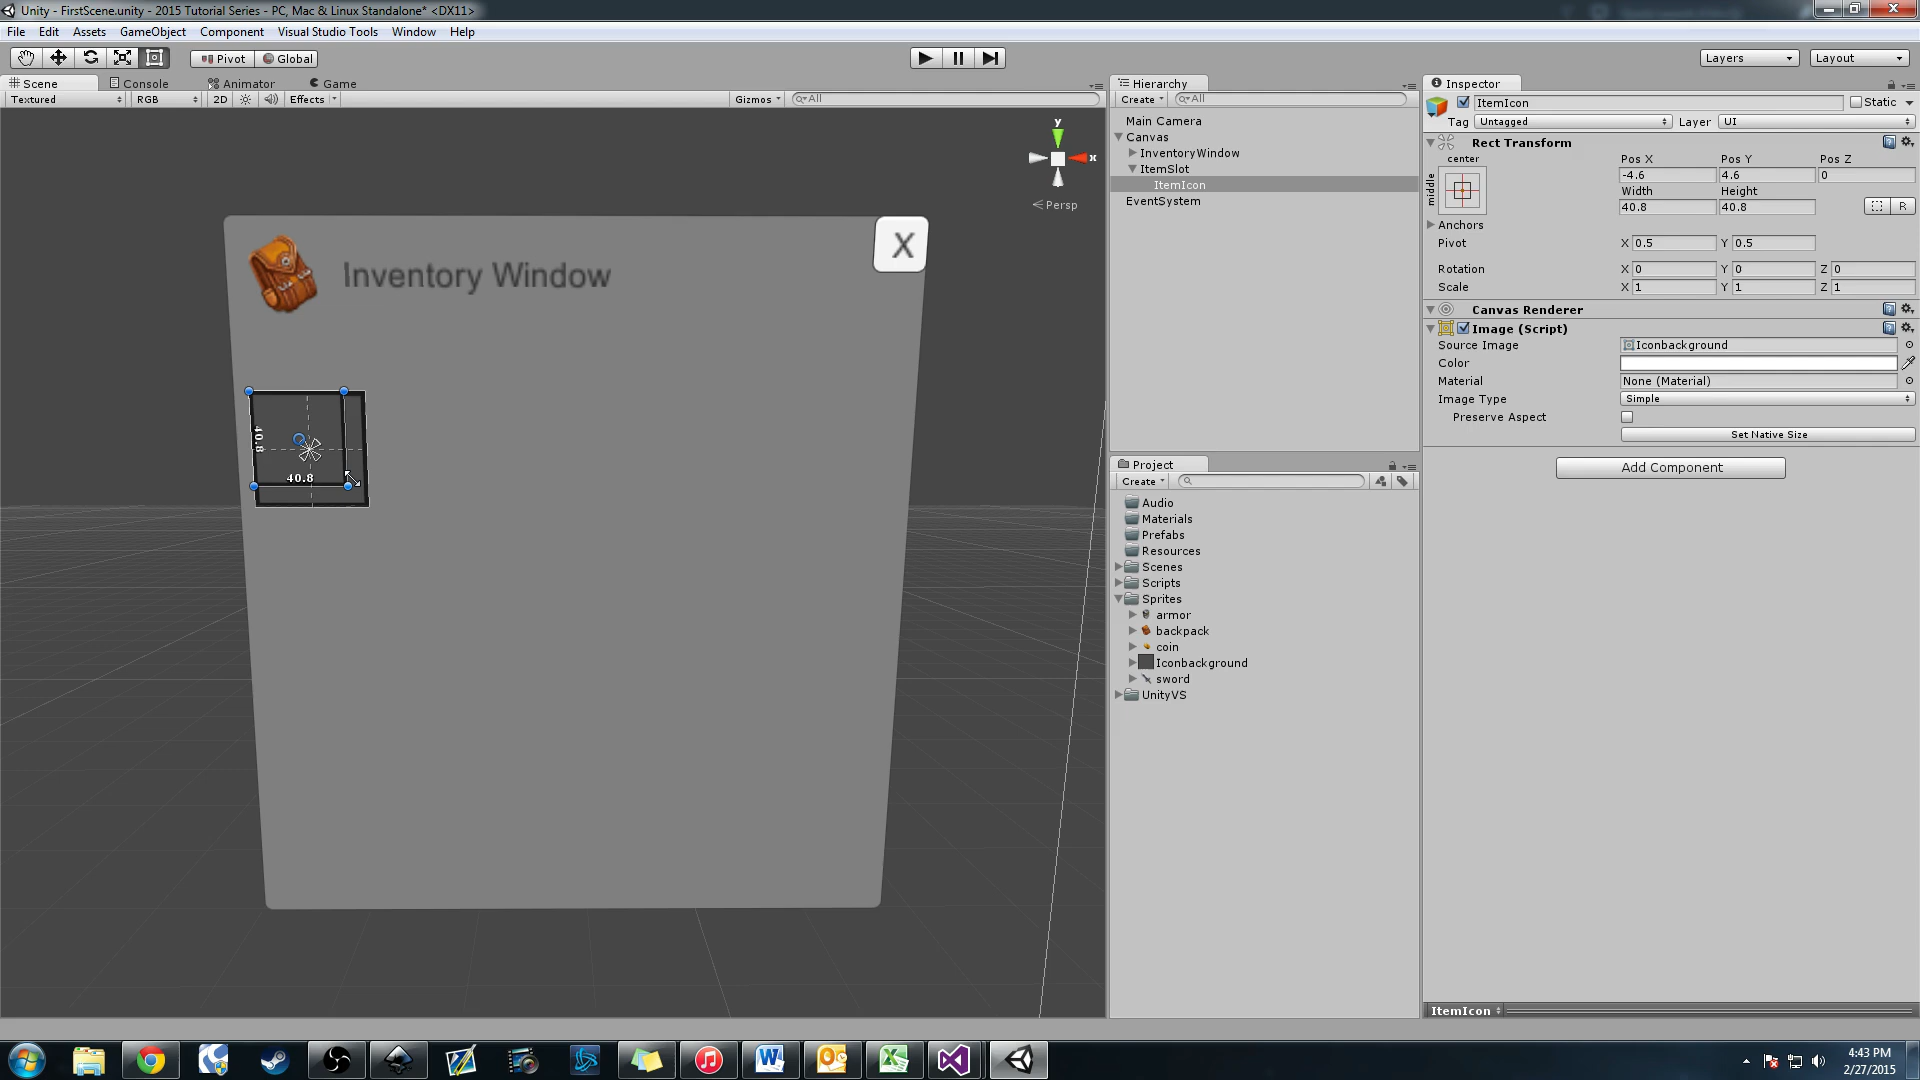 Unity - FirstScene.unity - 2015 Tutorial Series - PC, Mac & Linux Standalone* <DX11>
File Edit Assets GameObject Component Visual Studio Tools Window Help
Pivot Global Layers Layout
Scene Console Animator Game
Textured RGB 2D Effects Gizmos All
y
x
Persp
Inventory Window
X
40.8
40.8
Hierarchy
Create All
Main Camera
Canvas
InventoryWindow
ItemSlot
ItemIcon
EventSystem
Project
Create
Audio
Materials
Prefabs
Resources
Scenes
Scripts
Sprites
armor
backpack
coin
Iconbackground
sword
UnityVS
Inspector
ItemIcon Static
Tag Untagged Layer UI
Rect Transform
center
middle
Pos X Pos Y Pos Z
-4.6 4.6 0
Width Height
40.8 40.8 R
Anchors
Pivot X 0.5 Y 0.5
Rotation X 0 Y 0 Z 0
Scale X 1 Y 1 Z 1
Canvas Renderer
Image (Script)
Source Image Iconbackground
Color
Material None (Material)
Image Type Simple
Preserve Aspect
Set Native Size
Add Component
ItemIcon
4:43 PM
2/27/2015